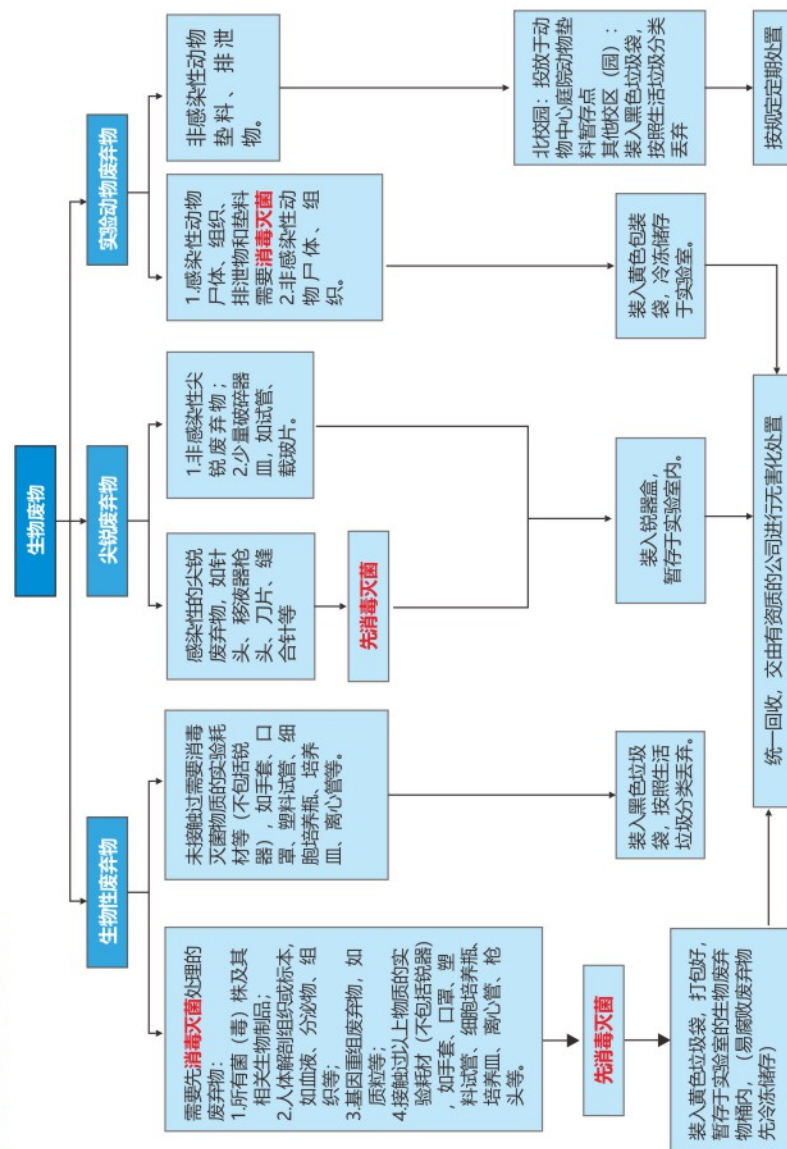 生物废物
生物性废弃物
尖锐废弃物
实验动物废弃物
需要先消毒灭菌处理的
废弃物：
1.所有菌（毒）株及其
相关生物制品；
2.人体解剖组织或标本，
如血液、分泌物、组
织等；
3.基因重组废弃物，如
质粒等；
4.接触过以上物质的实
验耗材（不包括锐器）
，如手套、口罩、塑
料试管、细胞培养瓶、
培养皿、离心管、枪
头等。
先消毒灭菌
装入黄色垃圾袋，打包好，
暂存于实验室的生物废弃
物桶内，（易腐败废弃物
先冷冻储存）
未接触过需要消毒
灭菌物质的实验耗
材等（不包括锐
器），如手套、口
罩、塑料试管、细
胞培养瓶、培养
皿、离心管等。
装入黑色垃圾
袋，按照生活
垃圾分类丢弃。
感染性的尖锐
废弃物，如针
头、移液器枪
头、刀片、缝
合针等
先消毒灭菌
1.非感染性尖
锐废弃物；
2.少量破碎器
皿，如试管、
载玻片。
装入锐器盒，
暂存于实验室内。
1.感染性动物
尸体、组织、
排泄物和垫料
需要消毒灭菌
2.非感染性动
物尸体、组
织。
装入黄色包装
袋，冷冻储存
于实验室。
非感染性动物
垫料、排泄
物。
北校园：投放于动
物中心庭院动物垫
料暂存点
其他校区（园）：
装入黑色垃圾袋，
按照生活垃圾分类
丢弃
按规定定期处置
统一回收，交由有资质的公司进行无害化处置